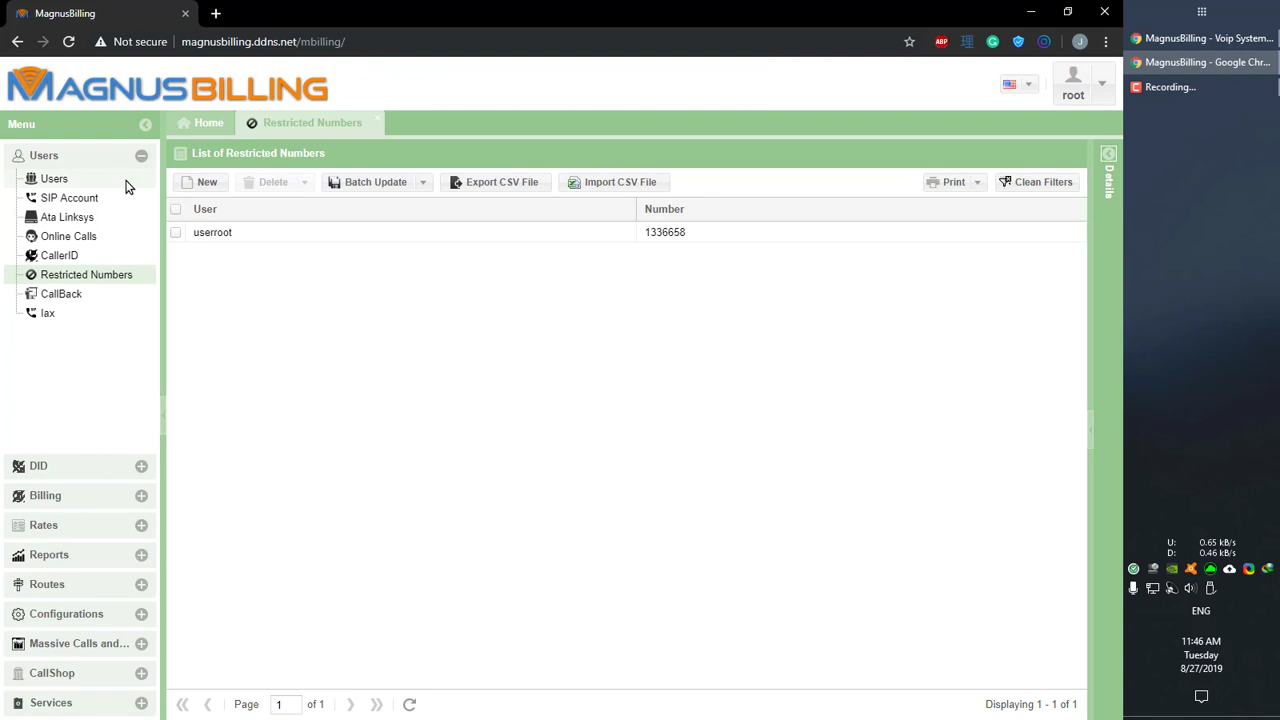 MagnusBilling
Not secure
magnusbilling.ddns.net/mbilling/
ABP
J
MagnusBilling - Voip System...
MagnusBilling - Google Chr...
Recording...
MAGNUSBILLING
root
Menu
Home
Restricted Numbers
Users
List of Restricted Numbers
Users
SIP Account
Ata Linksys
Online Calls
CallerID
Restricted Numbers
CallBack
Iax
New
Delete
Batch Update
Export CSV File
Import CSV File
Print
Clean Filters
Details
User
Number
userroot
1336658
DID
Billing
Rates
Reports
Routes
Configurations
Massive Calls and...
CallShop
Services
Page
1
of 1
Displaying 1 - 1 of 1
U: 0.65 kB/s
D: 0.46 kB/s
ENG
11:46 AM
Tuesday
8/27/2019